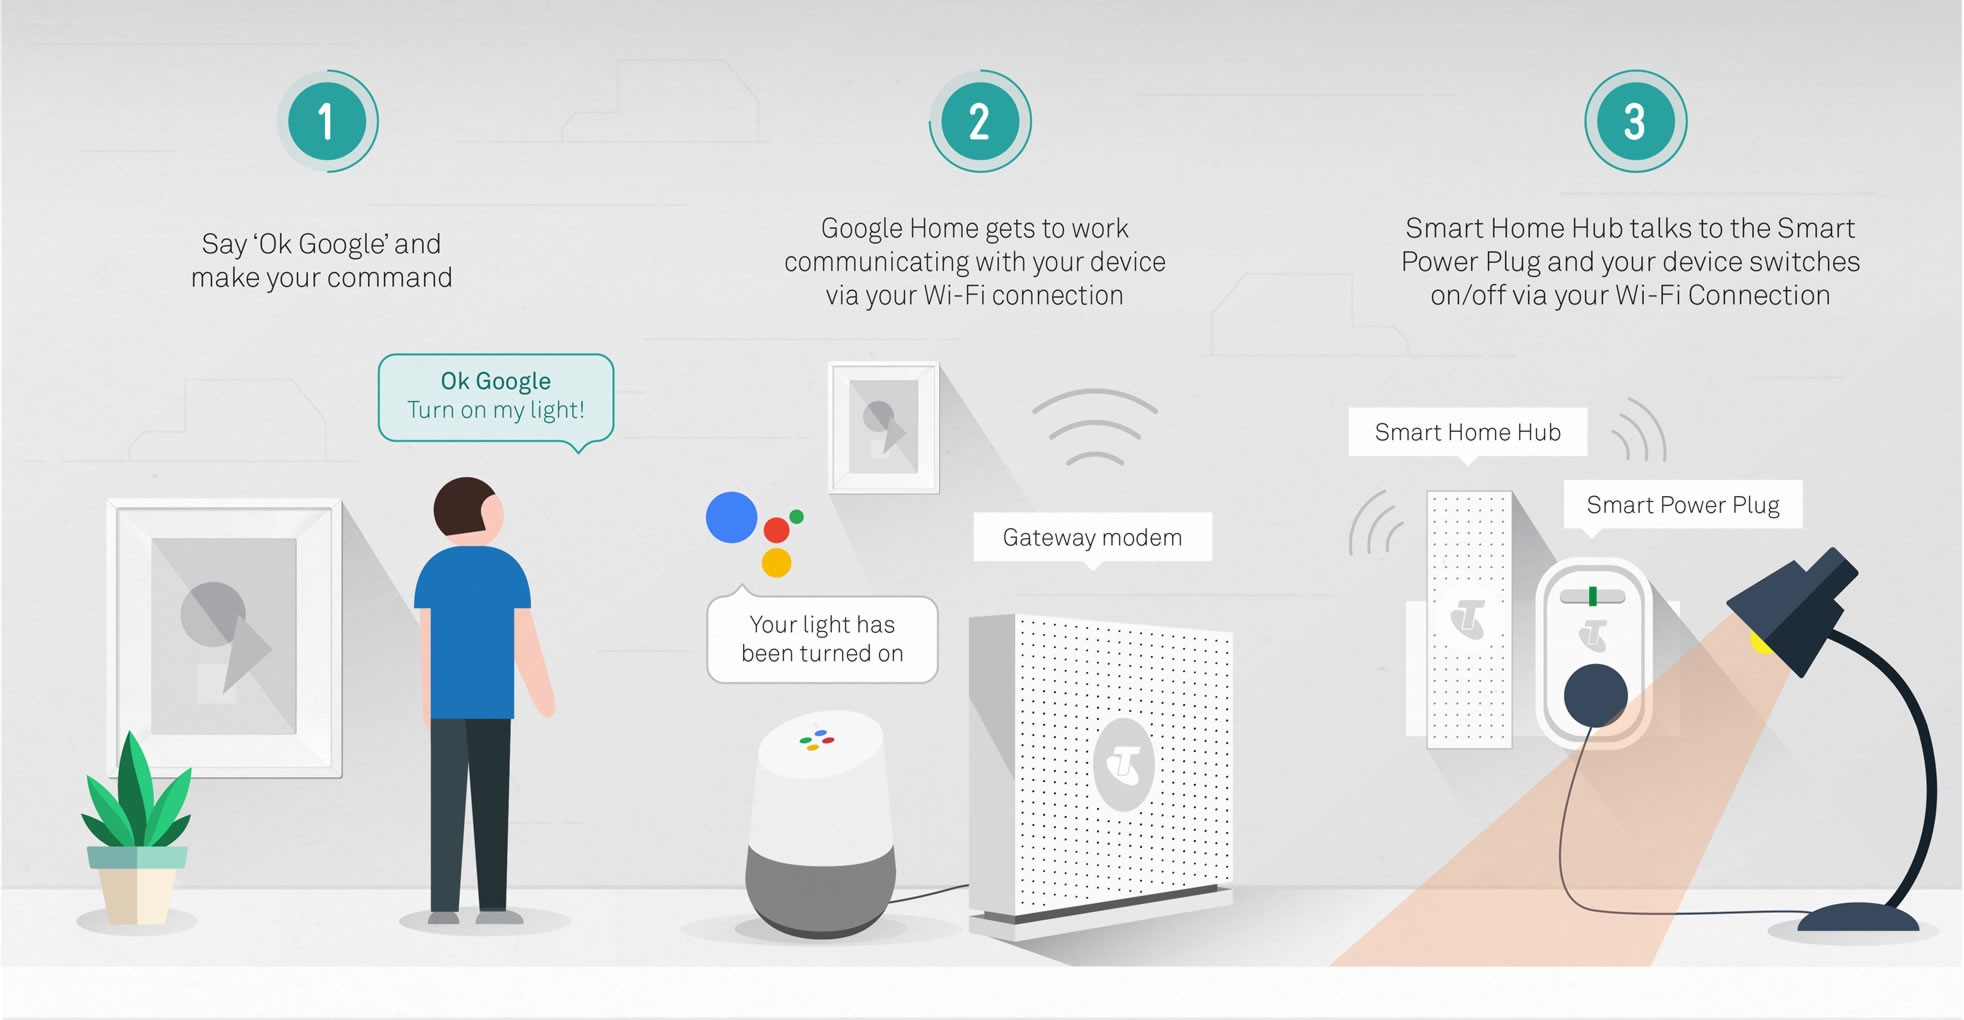 1
Say ‘Ok Google’ and
make your command
Ok Google
Turn on my light!
2
Google Home gets to work
communicating with your device
via your Wi-Fi connection
Your light has
been turned on
Gateway modem
T
3
Smart Home Hub talks to the Smart
Power Plug and your device switches
on/off via your Wi-Fi Connection
Smart Home Hub
T
Smart Power Plug
T